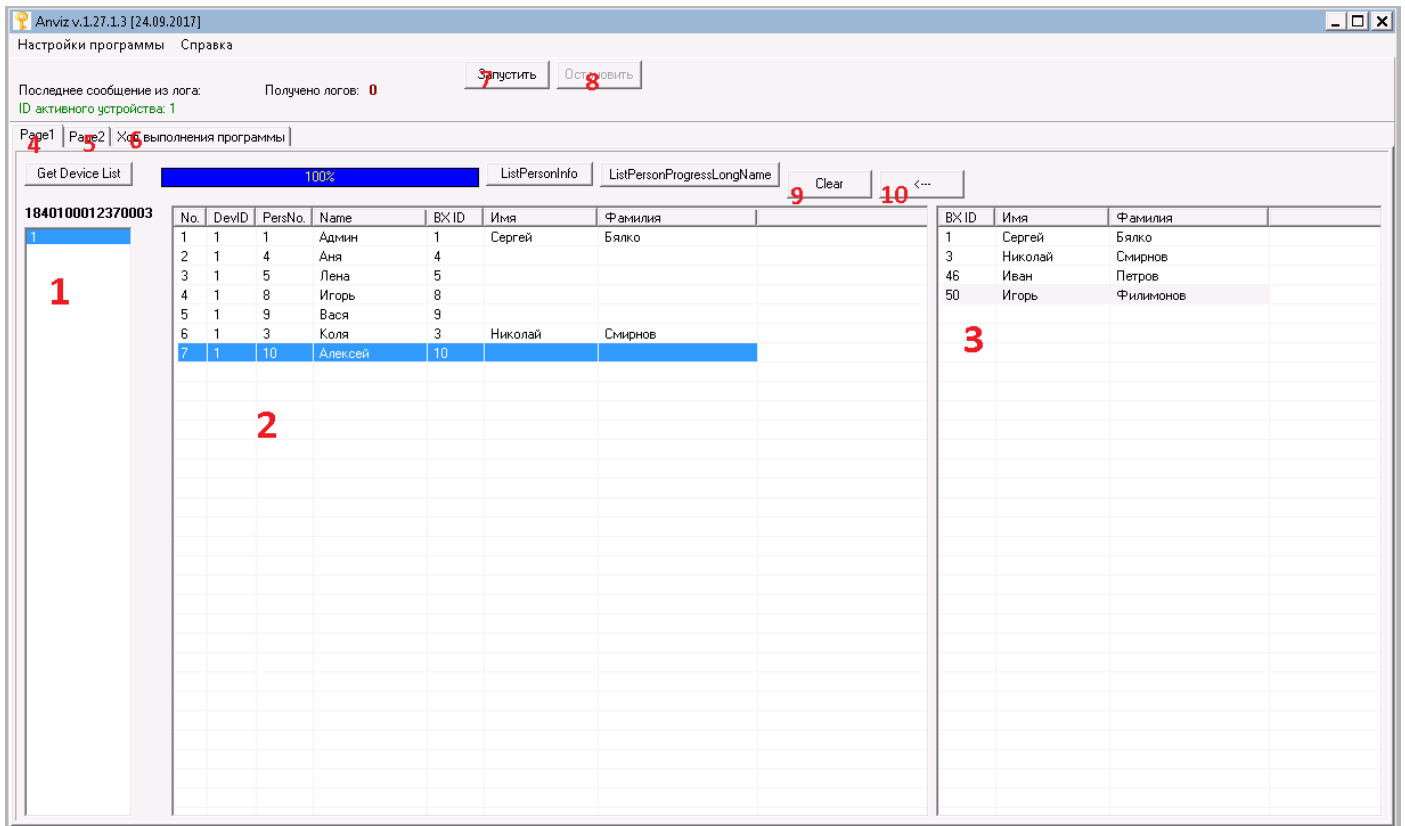 Anviz v.1.27.1.3 [24.09.2017]
Настройки программы Справка
Запустить Остановить
7 8
Последнее сообщение из лога: Получено логов: 0
ID активного устройства: 1
Page1 Page2 Ход выполнения программы
4 5 6
Get Device List 100% ListPersonInfo ListPersonProgressLongName Clear <---
9 10
1840100012370003
1
1
No. DevID PersNo. Name BX ID Имя Фамилия
1 1 1 Админ 1 Сергей Бялко
2 1 4 Аня 4
3 1 5 Лена 5
4 1 8 Игорь 8
5 1 9 Вася 9
6 1 3 Коля 3 Николай Смирнов
7 1 10 Алексей 10
2
BX ID Имя Фамилия
1 Сергей Бялко
3 Николай Смирнов
46 Иван Петров
50 Игорь Филимонов
3